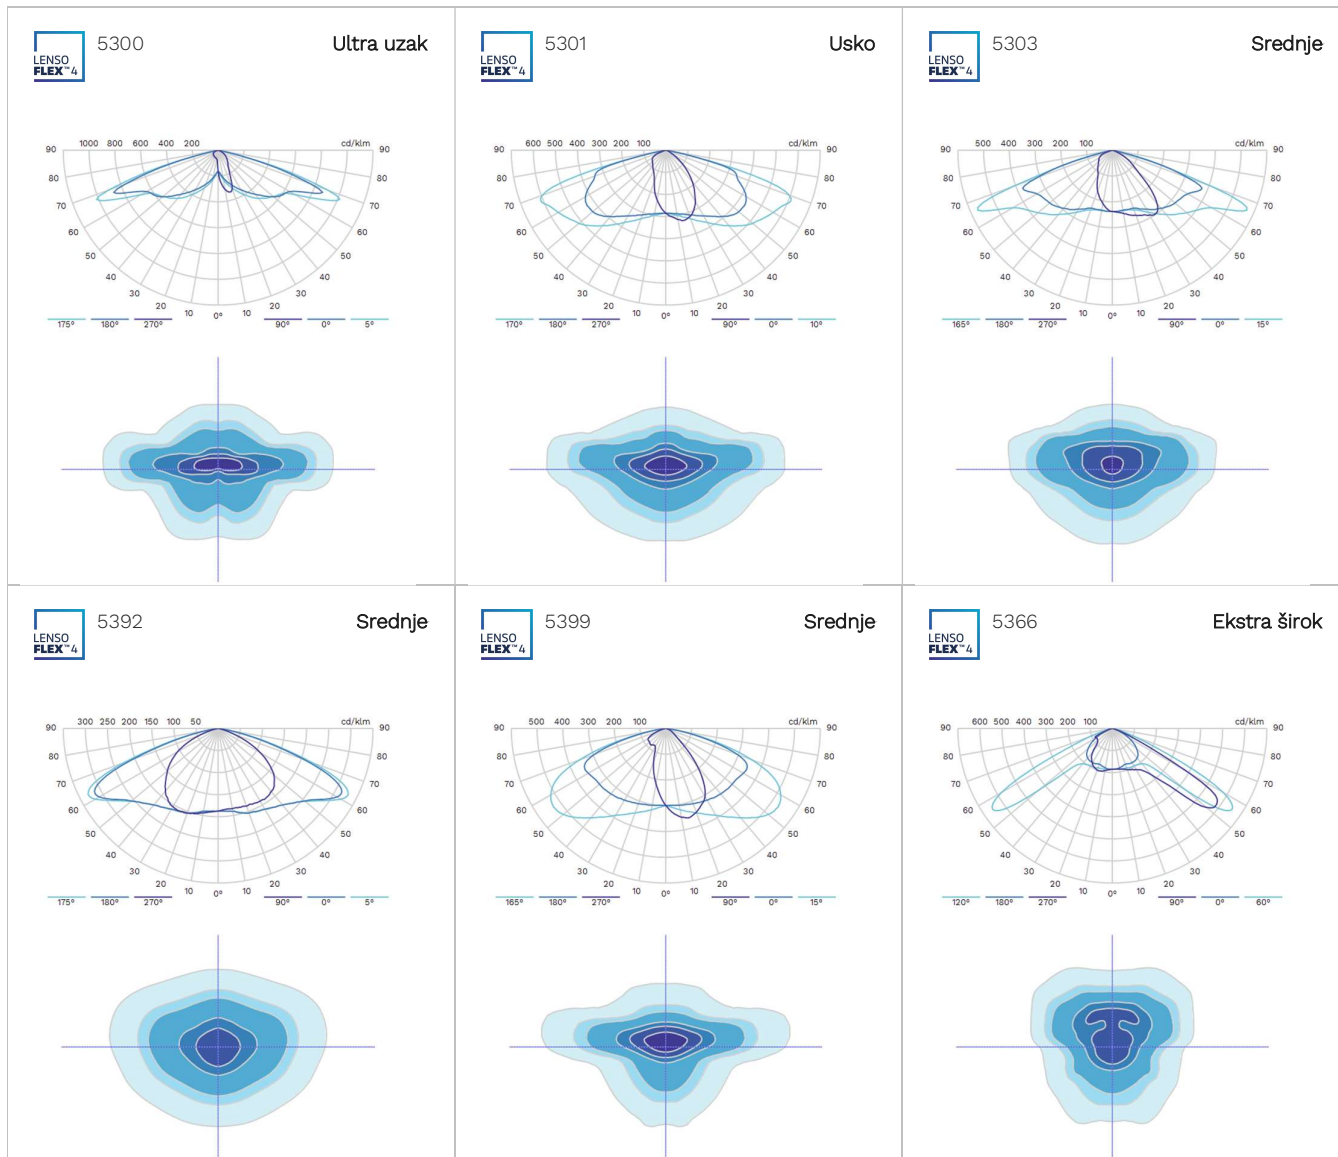 LENSO
FLEX™4
5300
Ultra uzak
90 1000 800 600 400 200 cd/klm 90
80 80
70 70
60 60
50 50
40 40
30 30
20 10 0° 10 20
175° 180° 270° 90° 0° 5°
LENSO
FLEX™4
5301
Usko
90 600 500 400 300 200 100 cd/klm 90
80 80
70 70
60 60
50 50
40 40
30 30
20 10 0° 10 20
170° 180° 270° 90° 0° 10°
LENSO
FLEX™4
5303
Srednje
90 500 400 300 200 100 cd/klm 90
80 80
70 70
60 60
50 50
40 40
30 30
20 10 0° 10 20
165° 180° 270° 90° 0° 15°
LENSO
FLEX™4
5392
Srednje
90 300 250 200 150 100 50 cd/klm 90
80 80
70 70
60 60
50 50
40 40
30 30
20 10 0° 10 20
175° 180° 270° 90° 0° 5°
LENSO
FLEX™4
5399
Srednje
90 500 400 300 200 100 cd/klm 90
80 80
70 70
60 60
50 50
40 40
30 30
20 10 0° 10 20
165° 180° 270° 90° 0° 15°
LENSO
FLEX™4
5366
Ekstra širok
90 600 500 400 300 200 100 cd/klm 90
80 80
70 70
60 60
50 50
40 40
30 30
20 10 0° 10 20
120° 180° 270° 90° 0° 60°